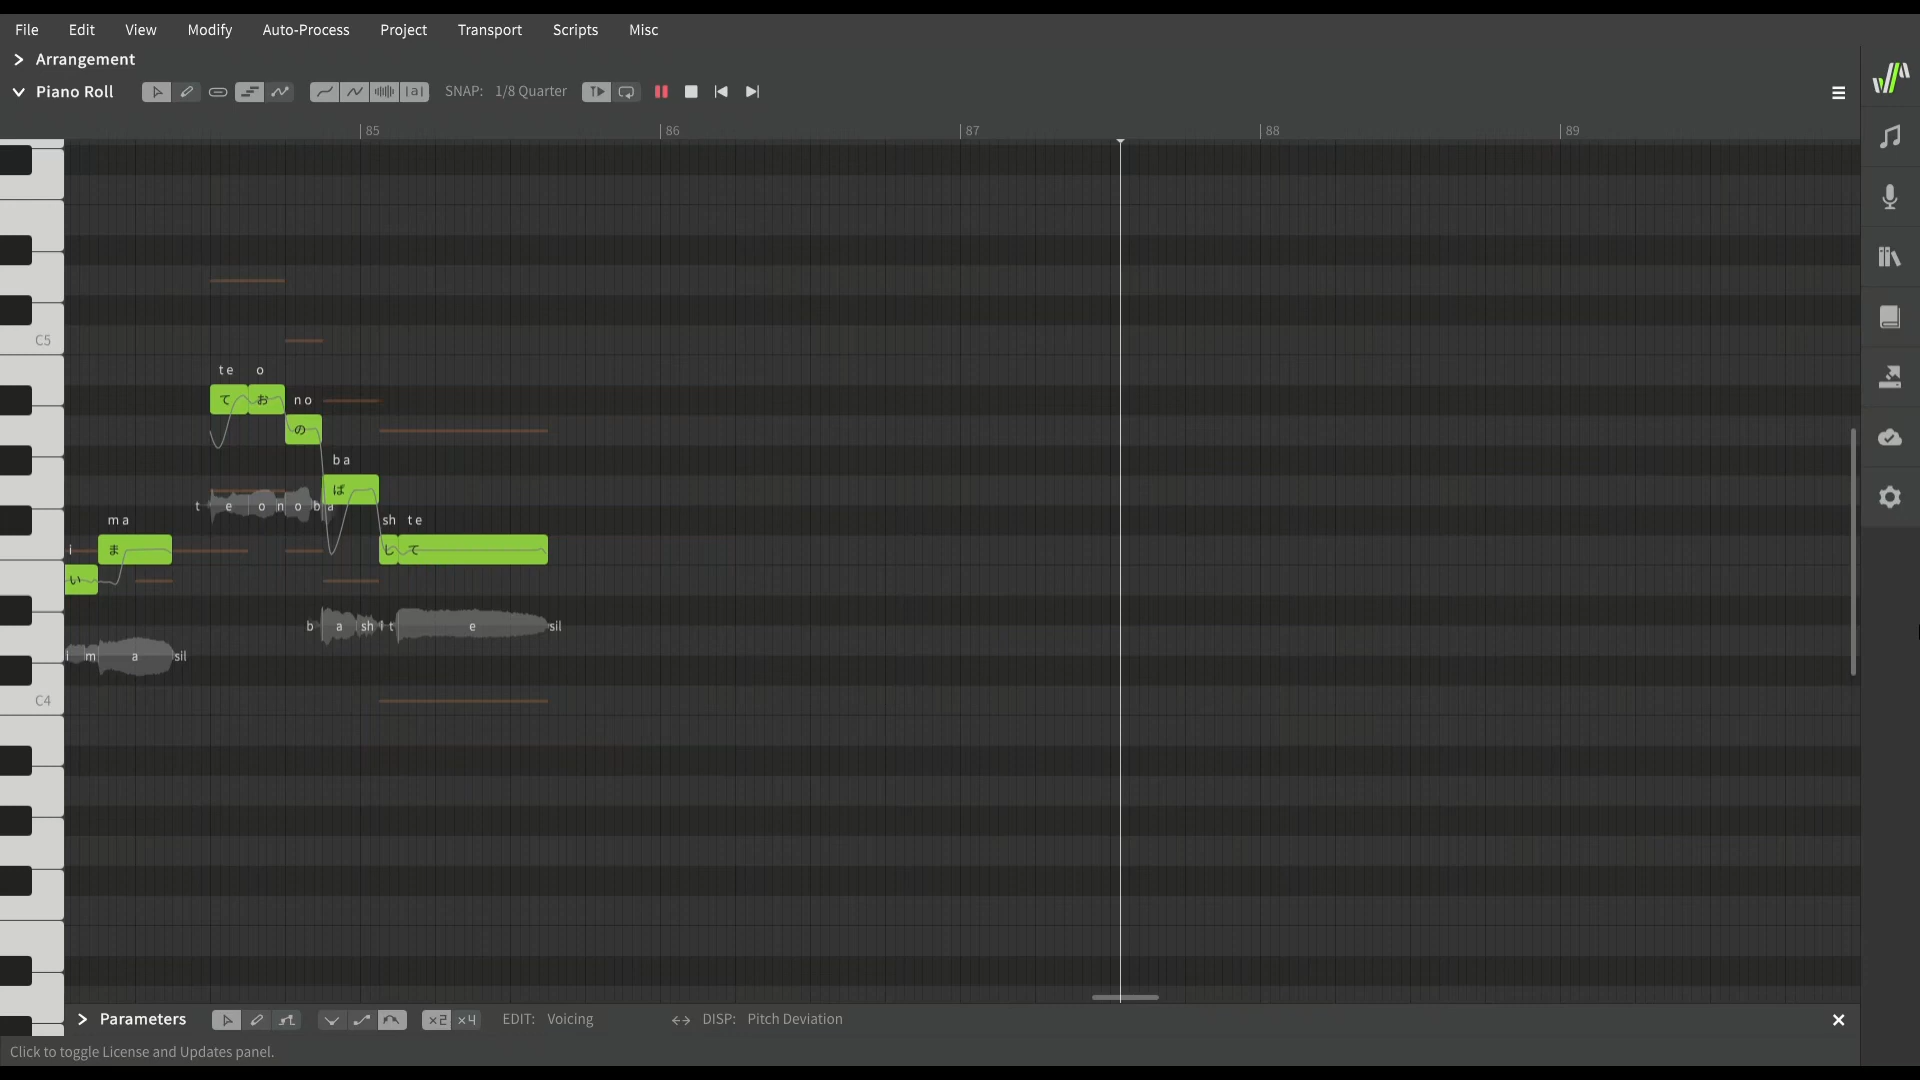 File Edit View Modify Auto-Process Project Transport Scripts Misc
Arrangement
Piano Roll SNAP: 1/8 Quarter
85 86 87 88 89
C5
te o
て お no
の
ba
ば
t e o n o b a
ma sh te
i ま し て
い
b a sh i t e sil
i m a sil
C4
Parameters x2 x4 EDIT: Voicing DISP: Pitch Deviation
Click to toggle License and Updates panel.